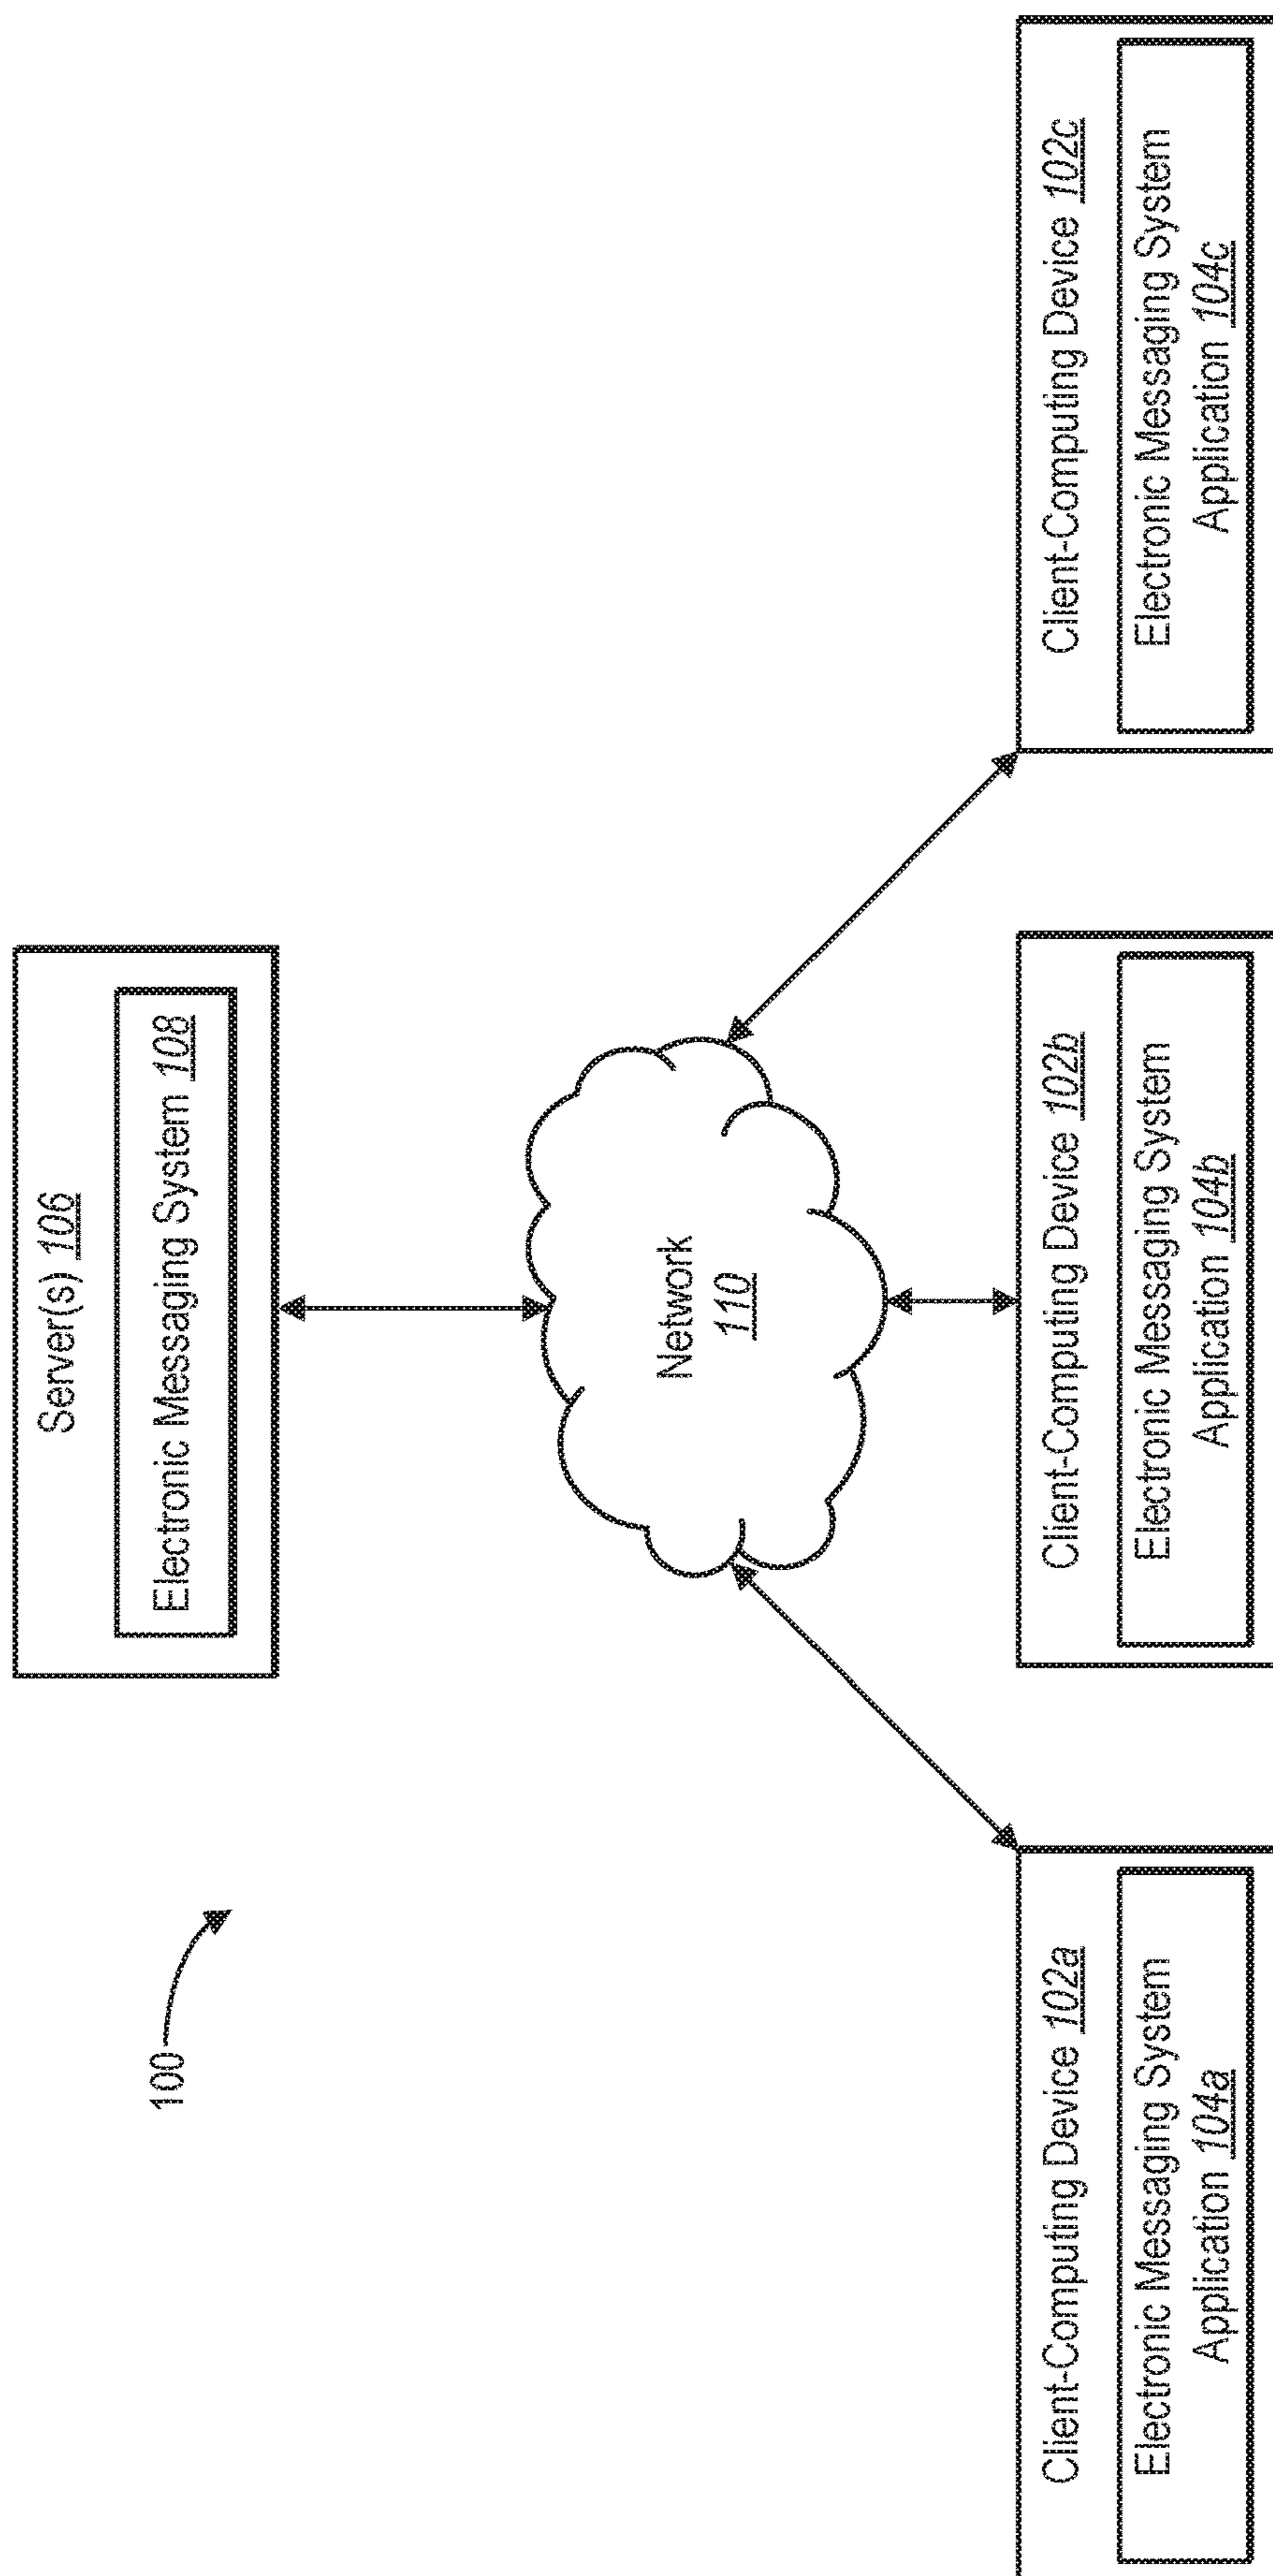 100
Server(s) 106
Electronic Messaging System 108
Network
110
Client-Computing Device 102a
Electronic Messaging System
Application 104a
Client-Computing Device 102b
Electronic Messaging System
Application 104b
Client-Computing Device 102c
Electronic Messaging System
Application 104c